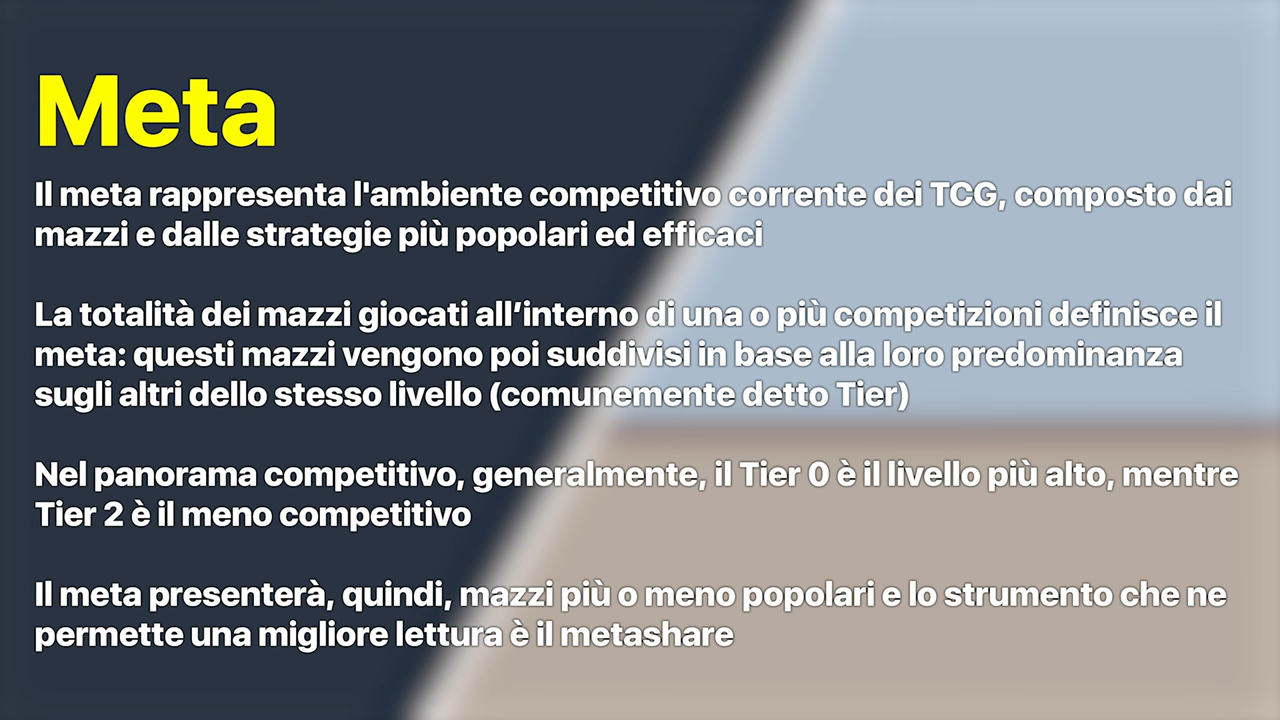 Meta
Il meta rappresenta l'ambiente competitivo corrente dei TCG, composto dai
mazzi e dalle strategie più popolari ed efficaci
La totalità dei mazzi giocati all’interno di una o più competizioni definisce il
meta: questi mazzi vengono poi suddivisi in base alla loro predominanza
sugli altri dello stesso livello (comunemente detto Tier)
Nel panorama competitivo, generalmente, il Tier 0 è il livello più alto, mentre
Tier 2 è il meno competitivo
Il meta presenterà, quindi, mazzi più o meno popolari e lo strumento che ne
permette una migliore lettura è il metashare